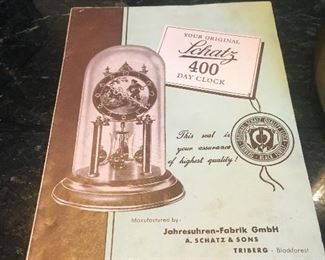 YOUR ORIGINAL
Schatz
400
DAY CLOCK
This seal is
your assurance
of highest quality!
Manufactured by:
Jahresuhren-Fabrik GmbH
A. SCHATZ & SONS
TRIBERG - Blackforest